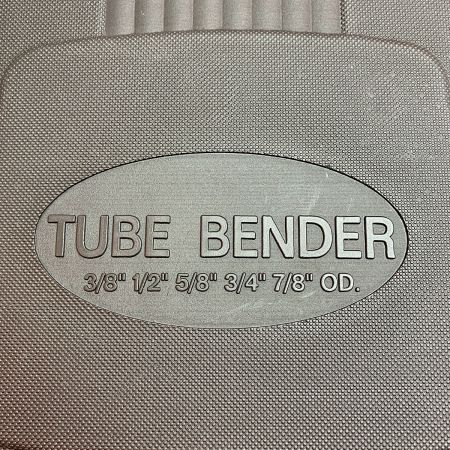 TUBE BENDER
3/8" 1/2" 5/8" 3/4" 7/8" OD.